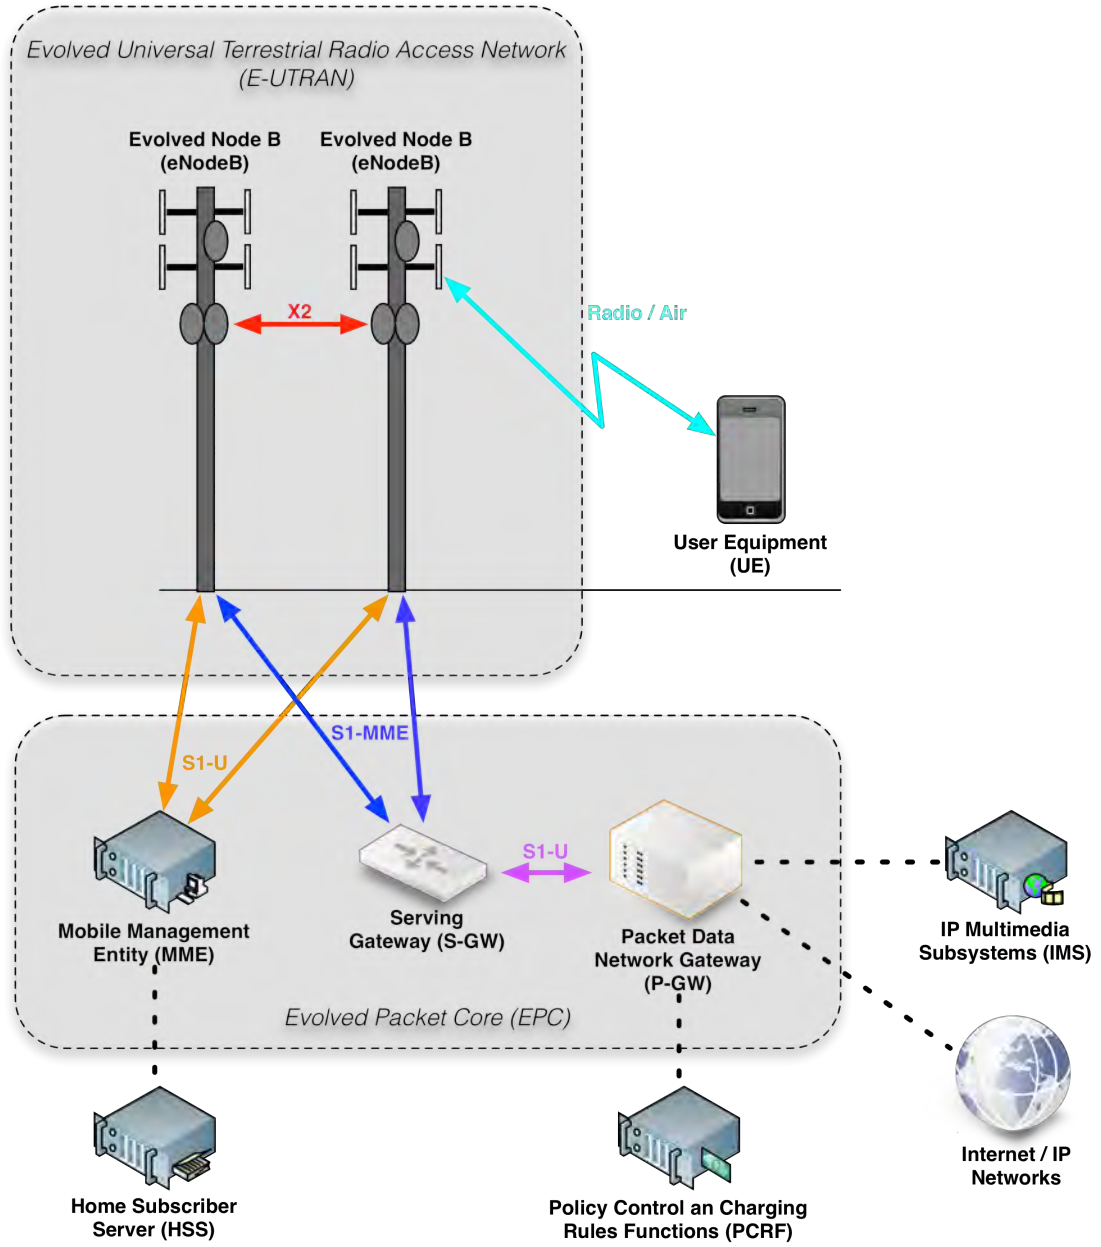 Evolved Universal Terrestrial Radio Access Network
(E-UTRAN)
Evolved Node B
(eNodeB)
Evolved Node B
(eNodeB)
X2
Radio / Air
User Equipment
(UE)
S1-U
S1-MME
S1-U
Mobile Management
Entity (MME)
Serving
Gateway (S-GW)
Packet Data
Network Gateway
(P-GW)
IP Multimedia
Subsystems (IMS)
Evolved Packet Core (EPC)
Internet / IP
Networks
Home Subscriber
Server (HSS)
Policy Control an Charging
Rules Functions (PCRF)